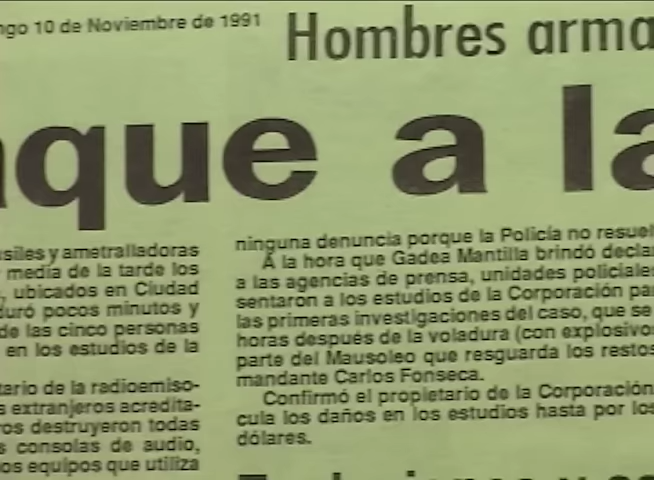 ngo 10 de Noviembre de 1991
Hombres arma
que a la
usiles y ametralladoras
media de la tarde los
, ubicados en Ciudad
duró pocos minutos y
de las cinco personas
en los estudios de la
tario de la radioemiso-
s extranjeros acredita-
ros destruyeron todas
s consolas de audio,
os equipos que utiliza
ninguna denuncia porque la Policía no resuel
A la hora que Gadea Mantilla brindó declar
a las agencias de prensa, unidades policiale
sentaron a los estudios de la Corporación par
las primeras investigaciones del caso, que se
horas después de la voladura (con explosivo
parte del Mausoleo que resguarda los restos
mandante Carlos Fonseca.
Confirmó el propietario de la Corporación
cula los daños en los estudios hasta por los
dólares.